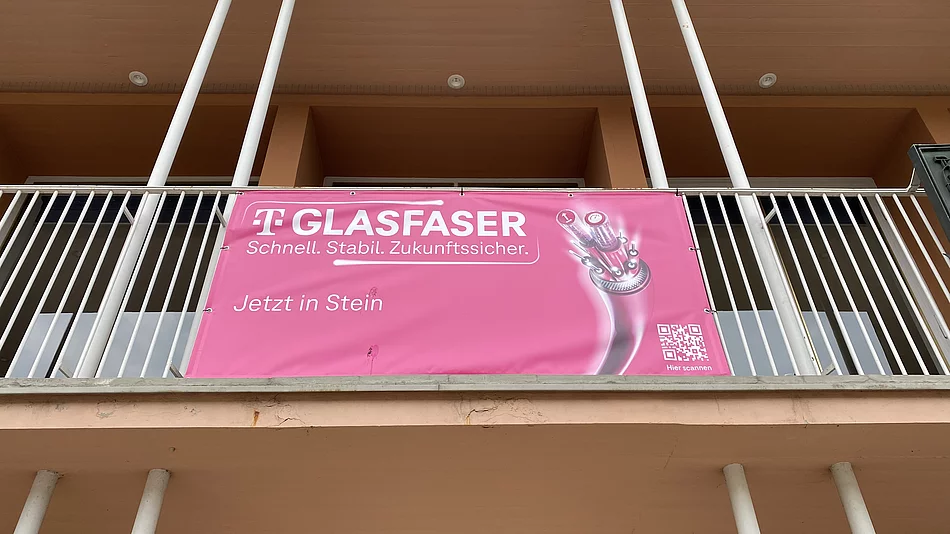 T GLASFASER
Schnell. Stabil. Zukunftssicher.
Jetzt in Stein
Hier scannen